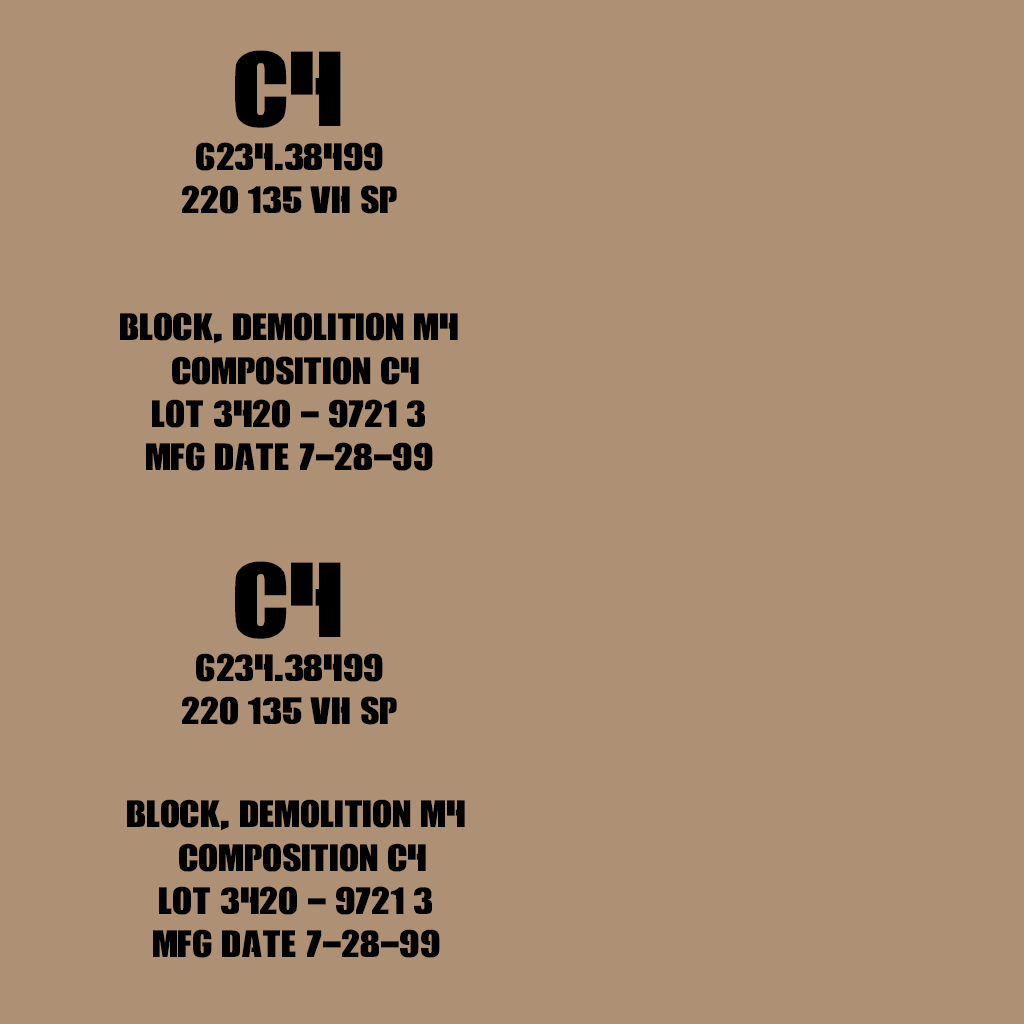 C4
6234.38499
220 135 VH SP
BLOCK, DEMOLITION M4
COMPOSITION C4
LOT 3420 – 9721 3
MFG DATE 7–28–99
C4
6234.38499
220 135 VH SP
BLOCK, DEMOLITION M4
COMPOSITION C4
LOT 3420 – 9721 3
MFG DATE 7–28–99